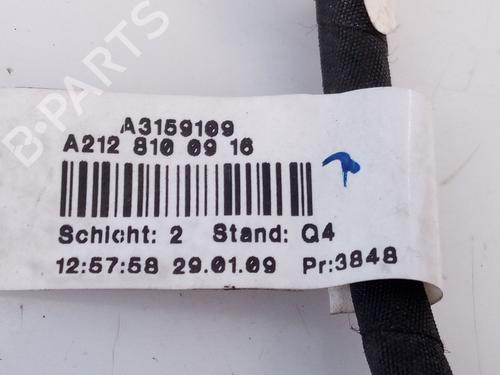 B-PARTS
A3159109
A212 810 09 16
Schicht: 2 Stand: Q4
12:57:58 29.01.09 Pr:3848